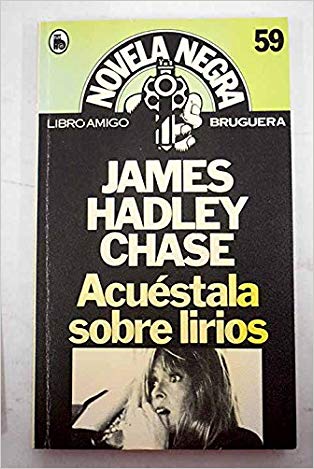 59
NOVELA NEGRA
LIBRO AMIGO BRUGUERA
JAMES
HADLEY
CHASE
Acuéstala
sobre lirios